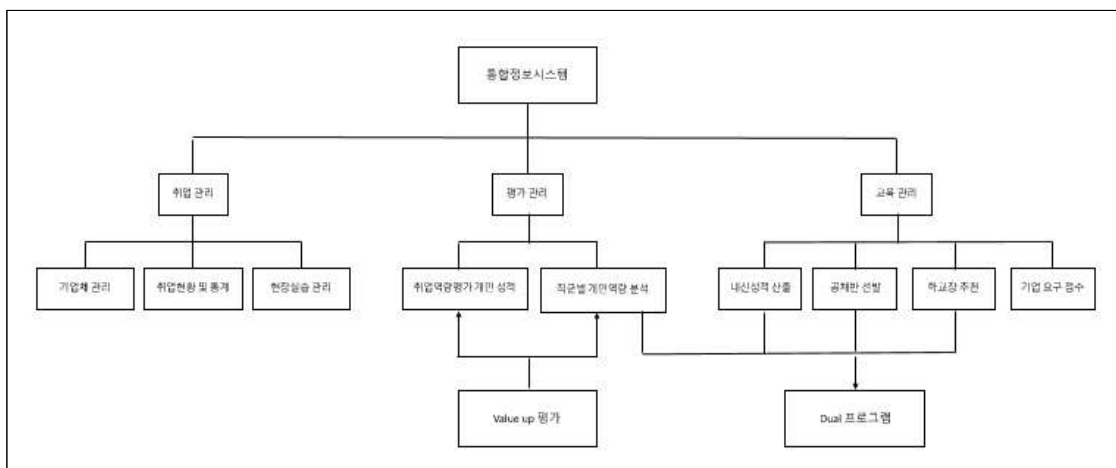 통합정보시스템
취업 관리
평가 관리
교육 관리
기업체 관리
취업현황 및 통계
현장실습 관리
취업역량평가 개인 성적
직군별 개인역량 분석
내신성적 산출
공채반 선발
학교장 추천
기업 요구 점수
Value up 평가
Dual 프로그램